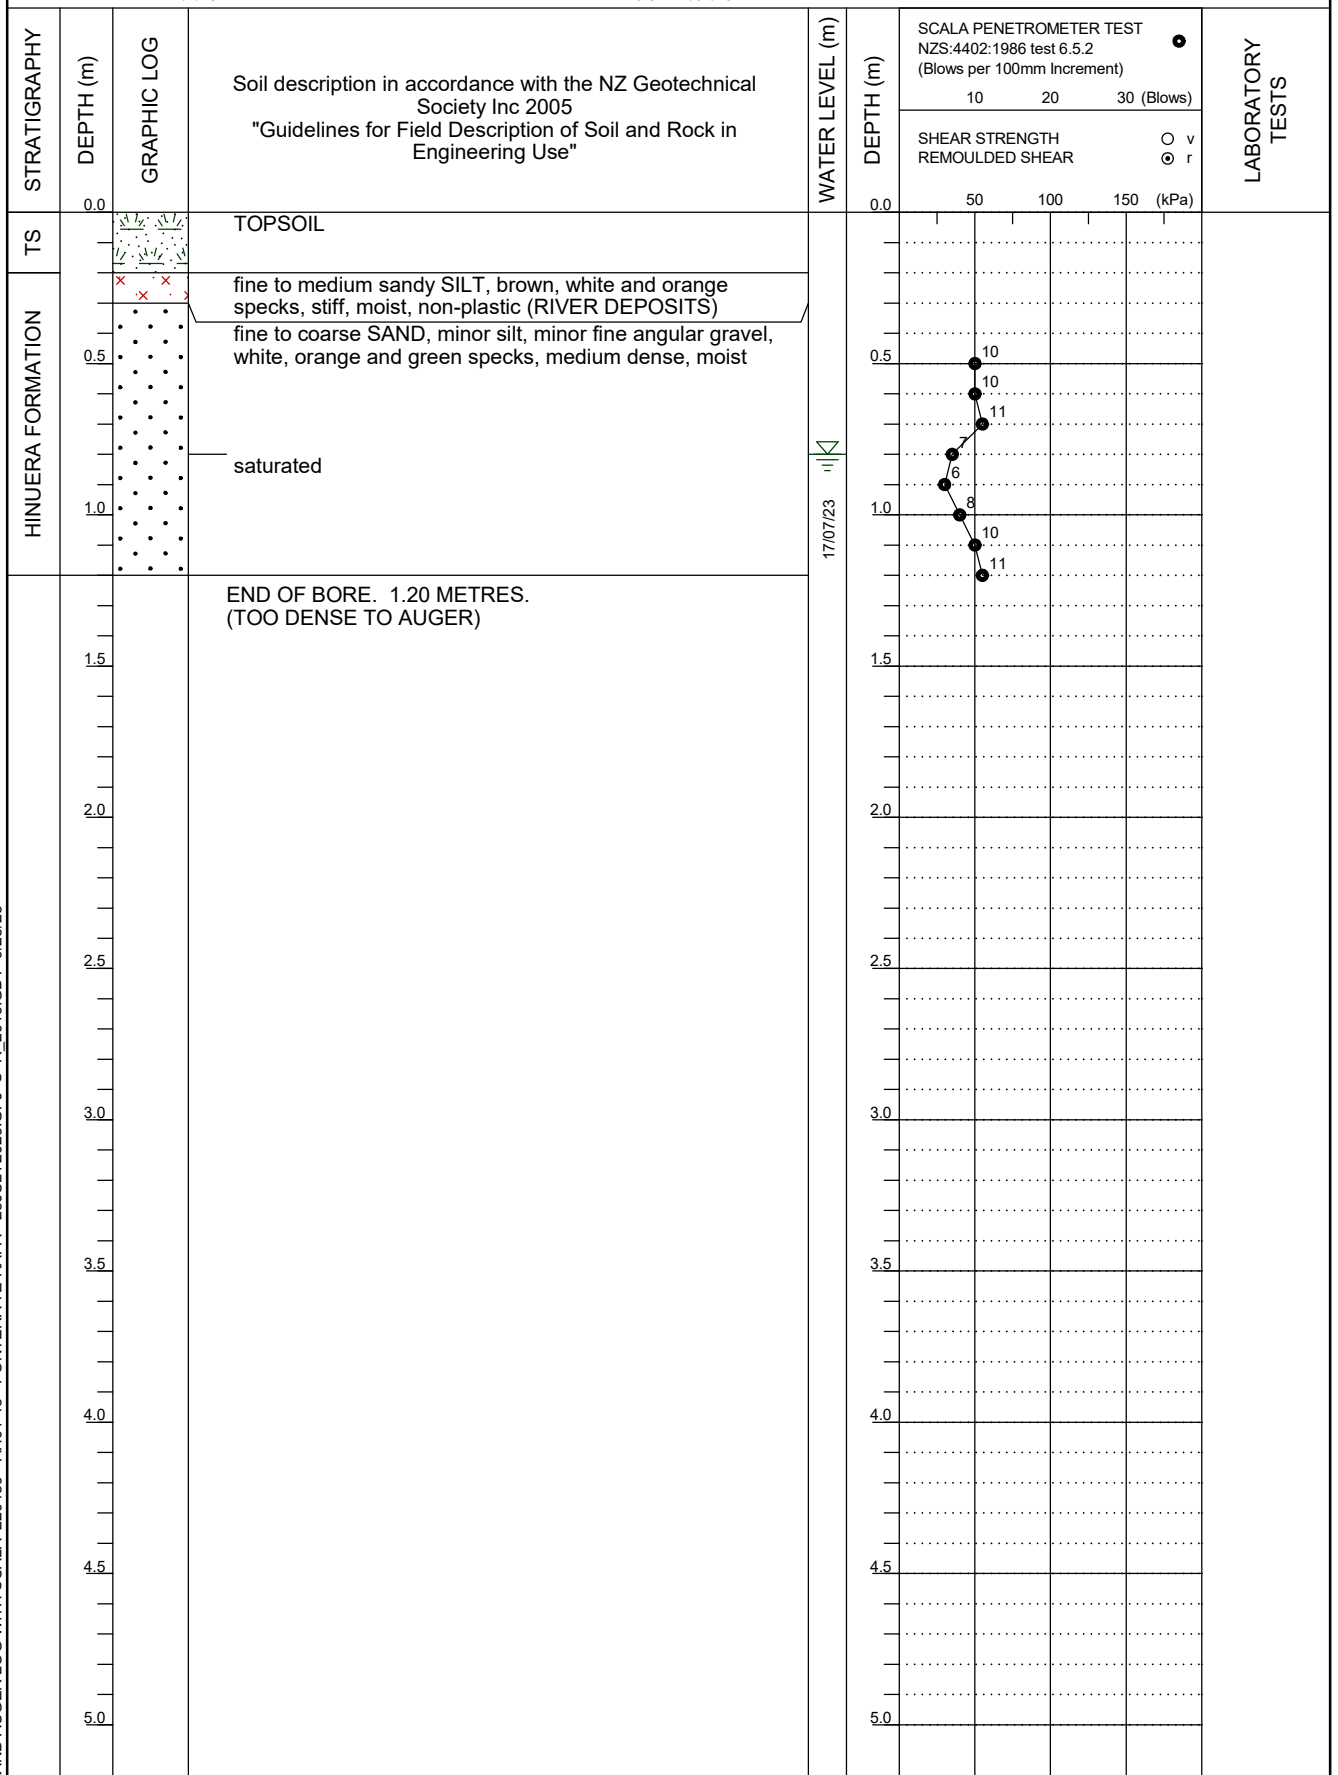 STRATIGRAPHY
DEPTH (m)
GRAPHIC LOG
Soil description in accordance with the NZ Geotechnical
Society Inc 2005
"Guidelines for Field Description of Soil and Rock in
Engineering Use"
WATER LEVEL (m)
DEPTH (m)
SCALA PENETROMETER TEST
NZS:4402:1986 test 6.5.2
(Blows per 100mm Increment)
10 20 30 (Blows)
SHEAR STRENGTH v
REMOULDED SHEAR r
50 100 150 (kPa)
LABORATORY
TESTS
0.0 0.0
TS
TOPSOIL
HINUERA FORMATION
fine to medium sandy SILT, brown, white and orange
specks, stiff, moist, non-plastic (RIVER DEPOSITS)
fine to coarse SAND, minor silt, minor fine angular gravel,
white, orange and green specks, medium dense, moist
0.5 0.5 10
10
11
7
saturated
6
1.0 1.0 8
17/07/23
10
11
END OF BORE. 1.20 METRES.
(TOO DENSE TO AUGER)
1.5 1.5
2.0 2.0
2.5 2.5
3.0 3.0
3.5 3.5
4.0 4.0
4.5 4.5
5.0 5.0